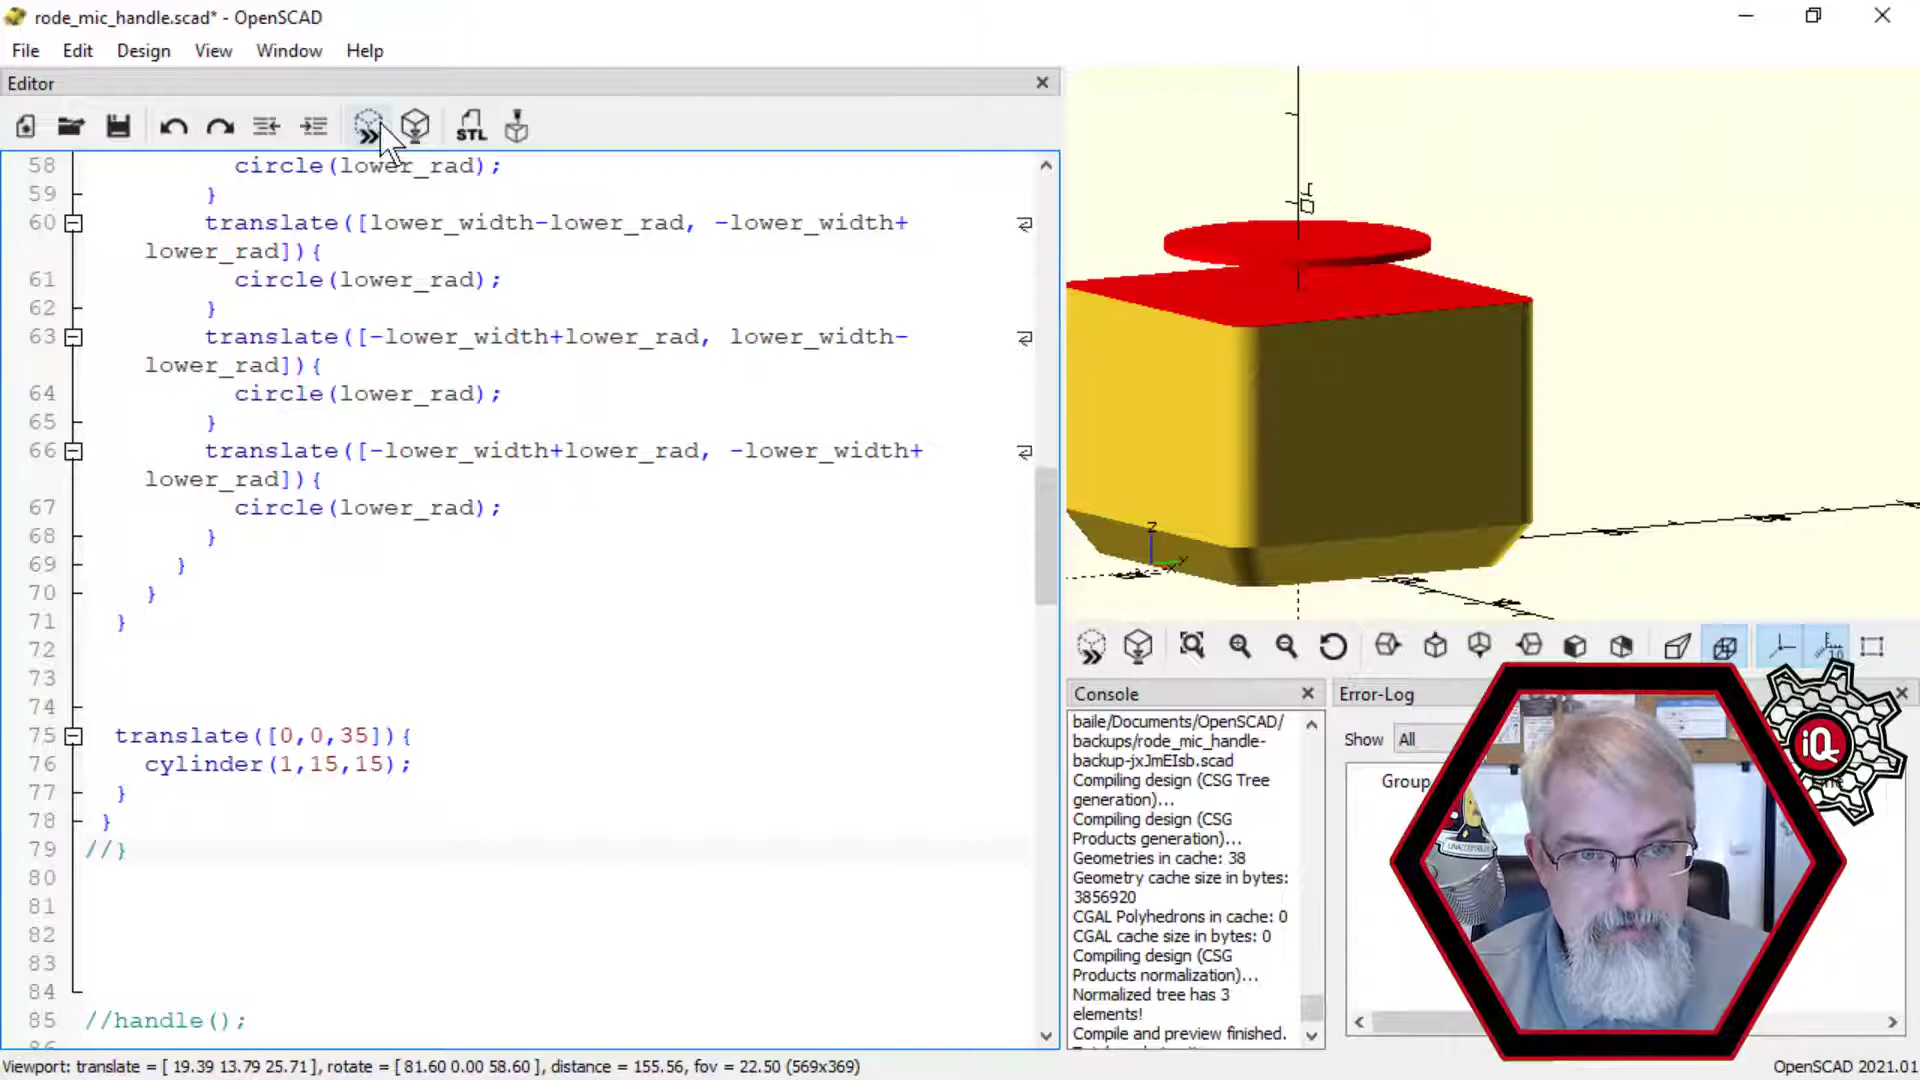 rode_mic_handle.scad* - OpenSCAD
File Edit Design View Window Help
Editor
STL
58 circle(lower_rad);
59 }
60 translate([lower_width-lower_rad, -lower_width+
lower_rad]){
61 circle(lower_rad);
62 }
63 translate([-lower_width+lower_rad, lower_width-
lower_rad]){
64 circle(lower_rad);
65 }
66 translate([-lower_width+lower_rad, -lower_width+
lower_rad]){
67 circle(lower_rad);
68 }
69 }
70 }
71 }
72
73
74
75 translate([0,0,35]){
76 cylinder(1,15,15);
77 }
78 }
79 //}
80
81
82
83
84
85 //handle();
Z
Y
X
10
Console
baile/Documents/OpenSCAD/
backups/rode_mic_handle-
backup-jxJmEIsb.scad
Compiling design (CSG Tree
generation)...
Compiling design (CSG
Products generation)...
Geometries in cache: 38
Geometry cache size in bytes:
3856920
CGAL Polyhedrons in cache: 0
CGAL cache size in bytes: 0
Compiling design (CSG
Products normalization)...
Normalized tree has 3
elements!
Compile and preview finished.
Error-Log
Show All
Group
iQ
UNACCEPTABLE
Viewport: translate = [ 19.39 13.79 25.71 ], rotate = [ 81.60 0.00 58.60 ], distance = 155.56, fov = 22.50 (569x369)
OpenSCAD 2021.01